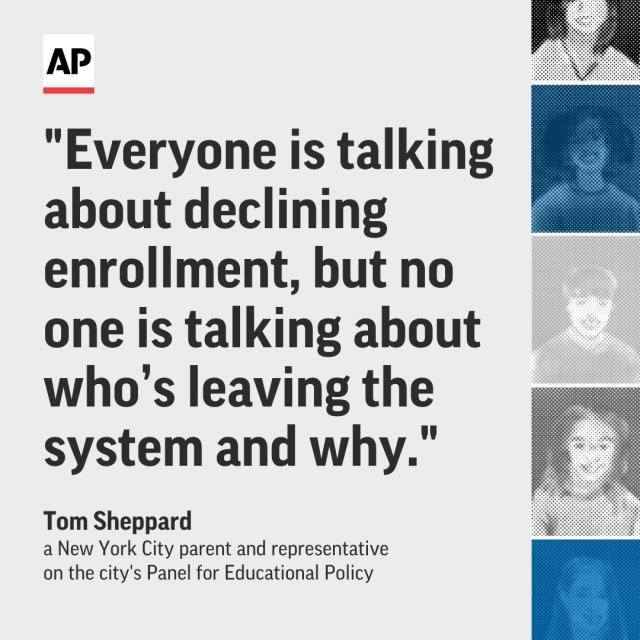 AP
"Everyone is talking
about declining
enrollment, but no
one is talking about
who’s leaving the
system and why."
Tom Sheppard
a New York City parent and representative
on the city's Panel for Educational Policy